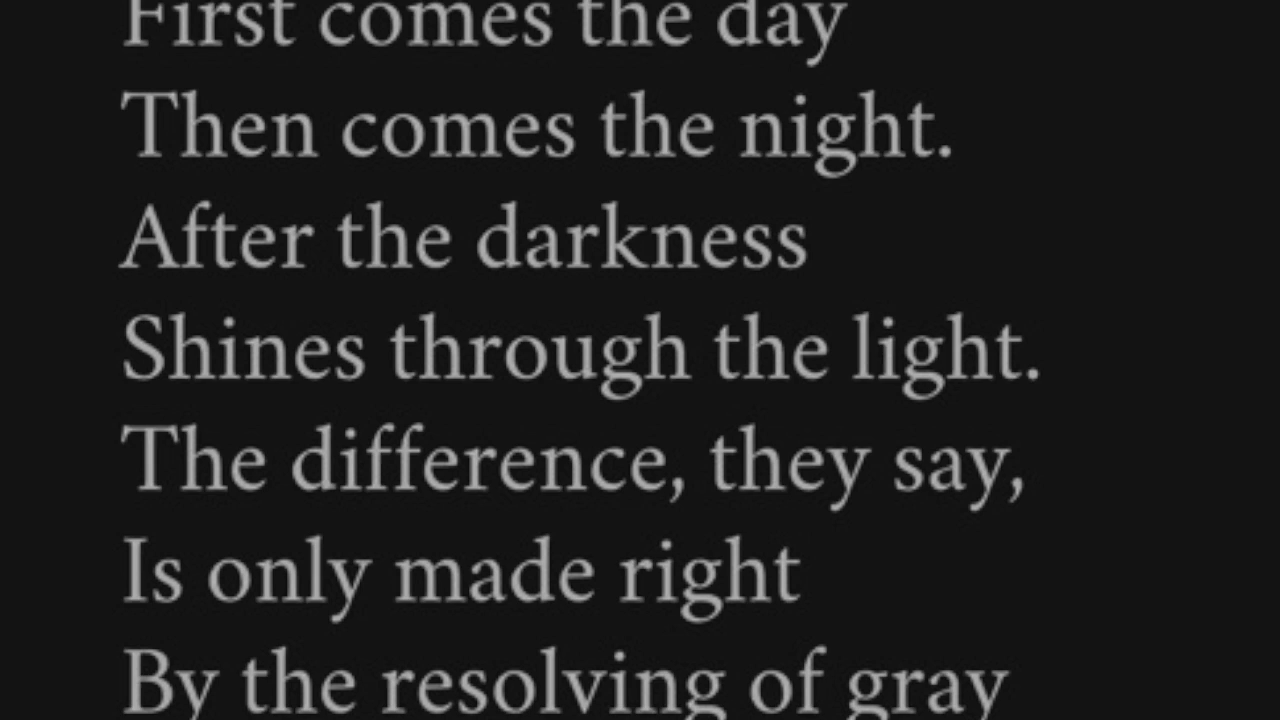 First comes the day
Then comes the night.
After the darkness
Shines through the light.
The difference, they say,
Is only made right
By the resolving of gray